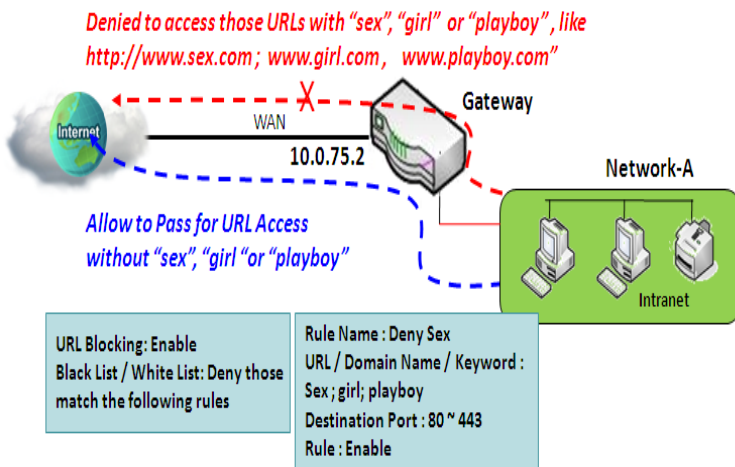 Denied to access those URLs with “sex”, “girl” or “playboy” , like
http://www.sex.com ; www.girl.com ,  www.playboy.com”
Gateway
Internet
WAN
10.0.75.2
Network-A
Allow to Pass for URL Access
without “sex”, “girl “or “playboy”
Intranet
URL Blocking: Enable
Black List / White List: Deny those
match the following rules
Rule Name : Deny Sex
URL / Domain Name / Keyword :
Sex ; girl; playboy
Destination Port : 80 ~ 443
Rule : Enable